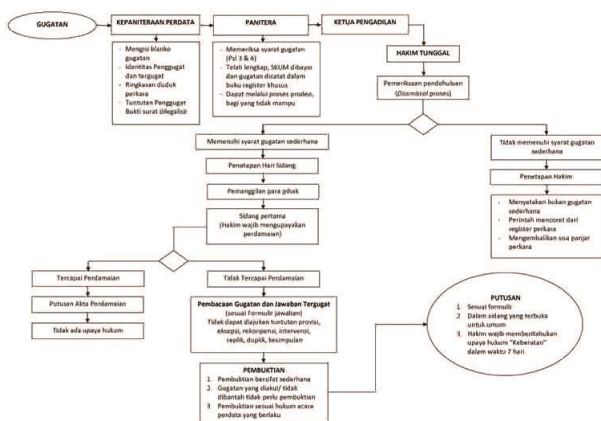 GUGATAN
KEPANITERAAN PERDATA
- Mengisi blanko
gugatan
- Identitas Penggugat
dan tergugat
- Ringkasan duduk
perkara
- Tuntutan Penggugat
- Bukti surat dilegalisir
PANITERA
- Memeriksa syarat gugatan
(Psl 3 & 4)
- Telah lengkap, SKUM dibayar
dan gugatan dicatat dalam
buku register khusus
- Dapat melalui proses prodeo,
bagi yang tidak mampu
KETUA PENGADILAN
HAKIM TUNGGAL
Pemeriksaan pendohuluan
(Dissmissal proses)
Memenuhi syarat gugatan sederhana
Penetapan Hari Sidang
Pemanggilan para pihak
Sidang pertama
(Hakim wajib mengupayakan
perdamaian)
Tidak memenuhi syarat gugatan
sederhana
Penetapan Hakim
- Menyatakan bukan gugatan
sederhana
- Perintah mencoret dari
register perkara
- Mengembalikan sisa panjar
perkara
Tercapai Perdamaian
Putusan Akta Perdamaian
Tidak ada upaya hukum
Tidak Tercapai Perdamaian
Pembacaan Gugatan dan Jawaban Tergugat
(sesuai Formulir jawaban)
Tidak dapat diajukan tuntutan provisi,
eksepsi, rekonpensi, intervensi,
replik, duplik, kesimpulan
PEMBUKTIAN
1. Pembuktian bersifat sederhana
2. Gugatan yang diakui/ tidak
dibantah tidak perlu pembuktian
3. Pembuktian sesuai hukum acara
perdata yang berlaku
PUTUSAN
1. Sesuai formulir
2. Dalam sidang yang terbuka
untuk umum
3. Hakim wajib memberitahukan
upaya hukum "Keberatan"
dalam waktu 7 hari